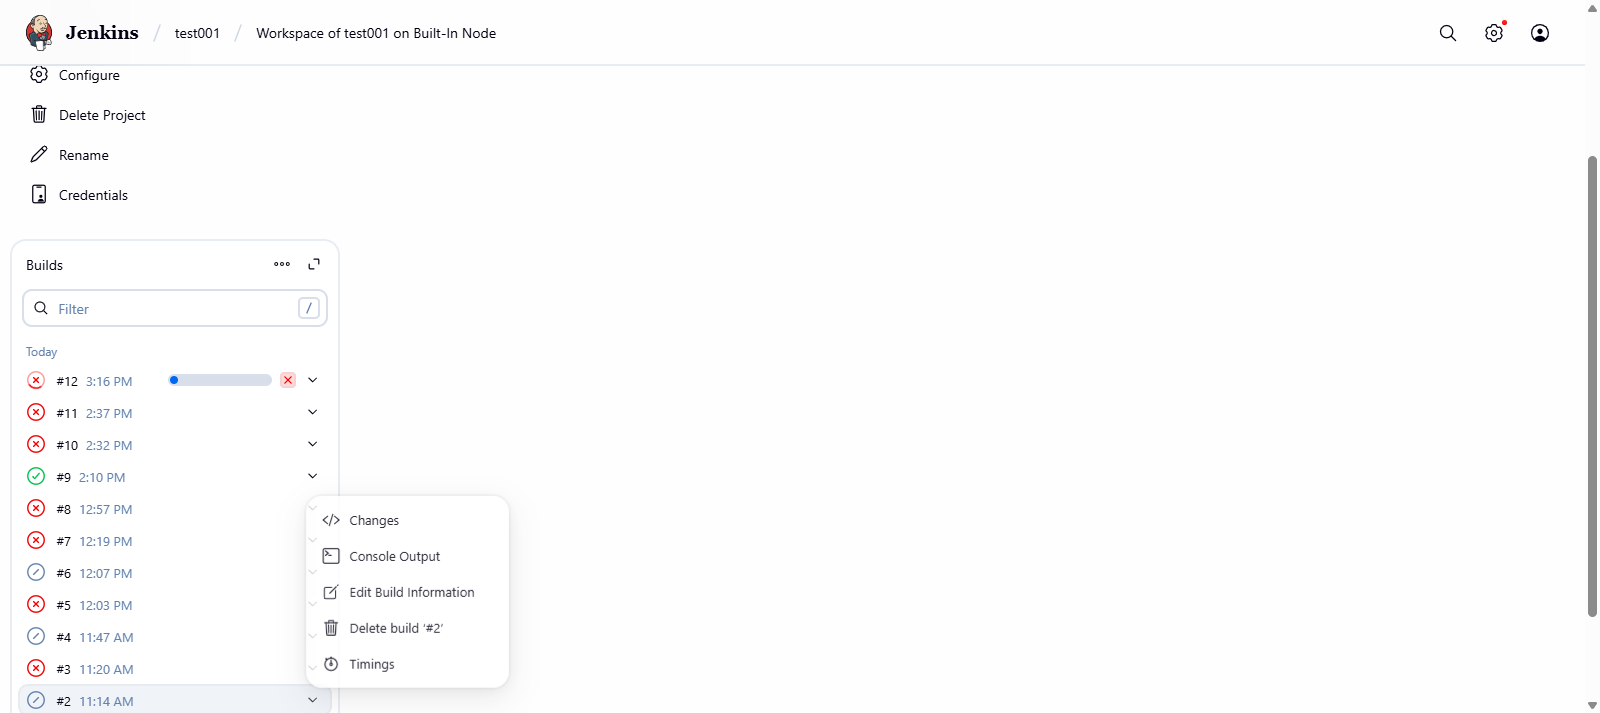 Jenkins / test001 / Workspace of test001 on Built-In Node
Configure
Delete Project
Rename
Credentials
Builds
Filter /
Today
#12 3:16 PM
#11 2:37 PM
#10 2:32 PM
#9 2:10 PM
#8 12:57 PM
#7 12:19 PM
#6 12:07 PM
#5 12:03 PM
#4 11:47 AM
#3 11:20 AM
#2 11:14 AM
Changes
Console Output
Edit Build Information
Delete build ‘#2’
Timings